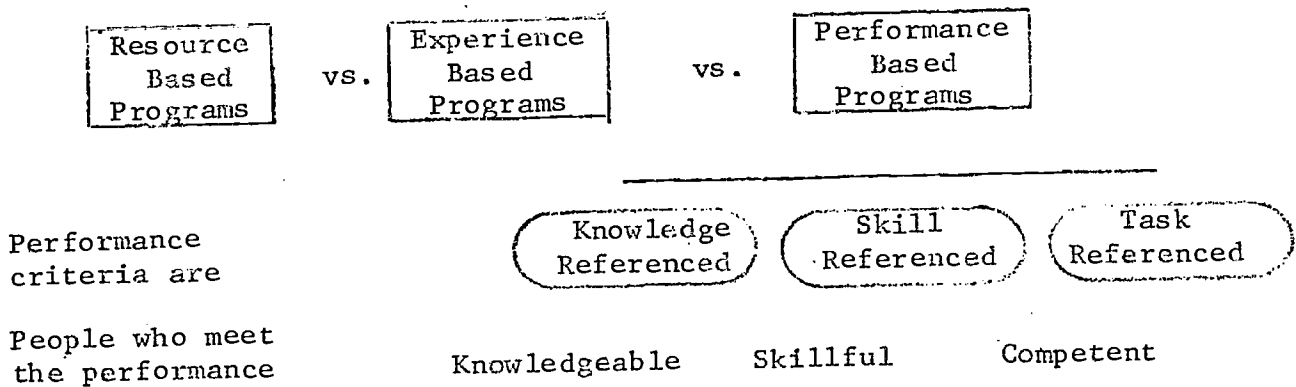 Resource Experience Performance
Based vs. Based vs. Based
Programs Programs Programs
Performance Knowledge Skill Task
criteria are Referenced Referenced Referenced
People who meet
the performance Knowledgeable Skillful Competent